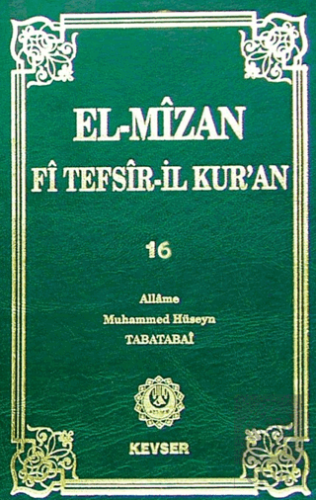 EL-MÎZAN
FÎ TEFSÎR-İL KUR'AN
16
Allâme
Muhammed Hüseyn
TABATABAÎ
KEVSER